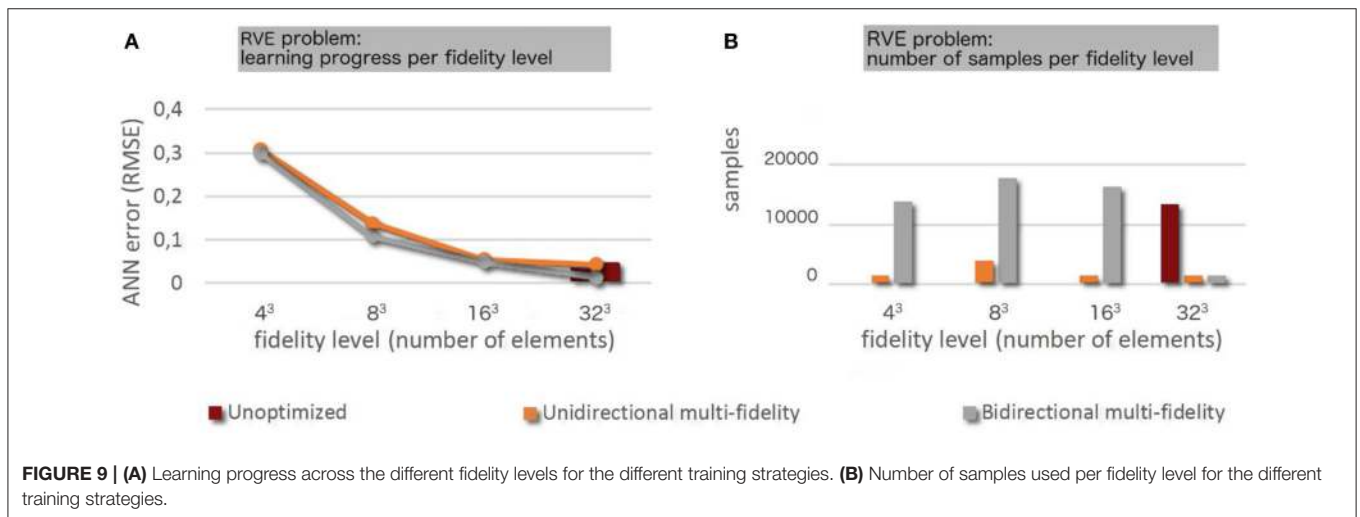 A
RVE problem:
learning progress per fidelity level
ANN error (RMSE)
0,4
0,3
0,2
0,1
0
4³
8³
16³
32³
fidelity level (number of elements)
B
RVE problem:
number of samples per fidelity level
samples
20000
10000
0
4³
8³
16³
32³
fidelity level (number of elements)
Unoptimized
Unidirectional multi-fidelity
Bidirectional multi-fidelity
FIGURE 9 | (A) Learning progress across the different fidelity levels for the different training strategies. (B) Number of samples used per fidelity level for the different
training strategies.